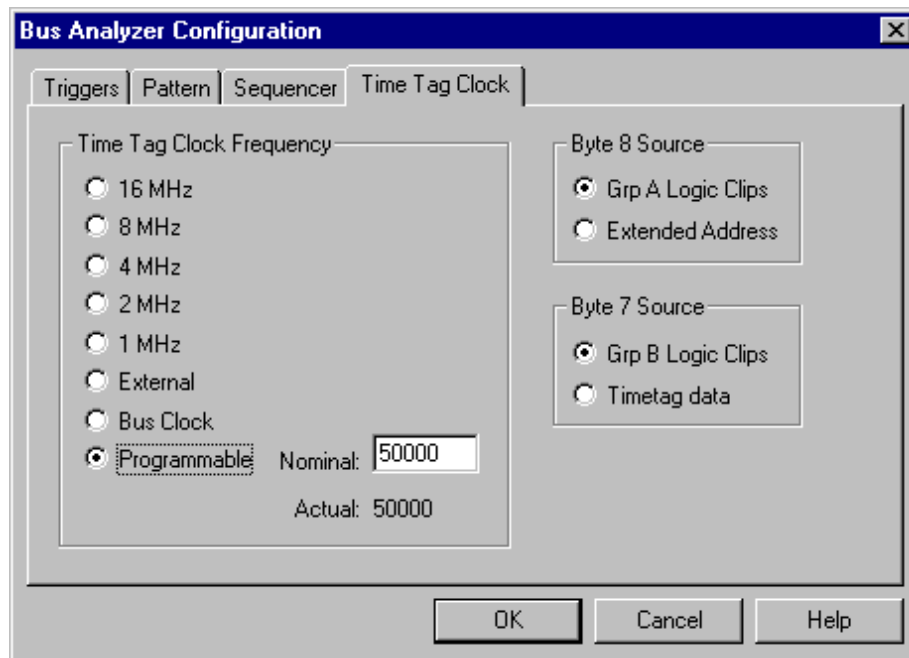 Bus Analyzer Configuration
Triggers Pattern Sequencer Time Tag Clock
Time Tag Clock Frequency
16 MHz
8 MHz
4 MHz
2 MHz
1 MHz
External
Bus Clock
Programmable Nominal: 50000
Actual: 50000
Byte 8 Source
Grp A Logic Clips
Extended Address
Byte 7 Source
Grp B Logic Clips
Timetag data
OK Cancel Help